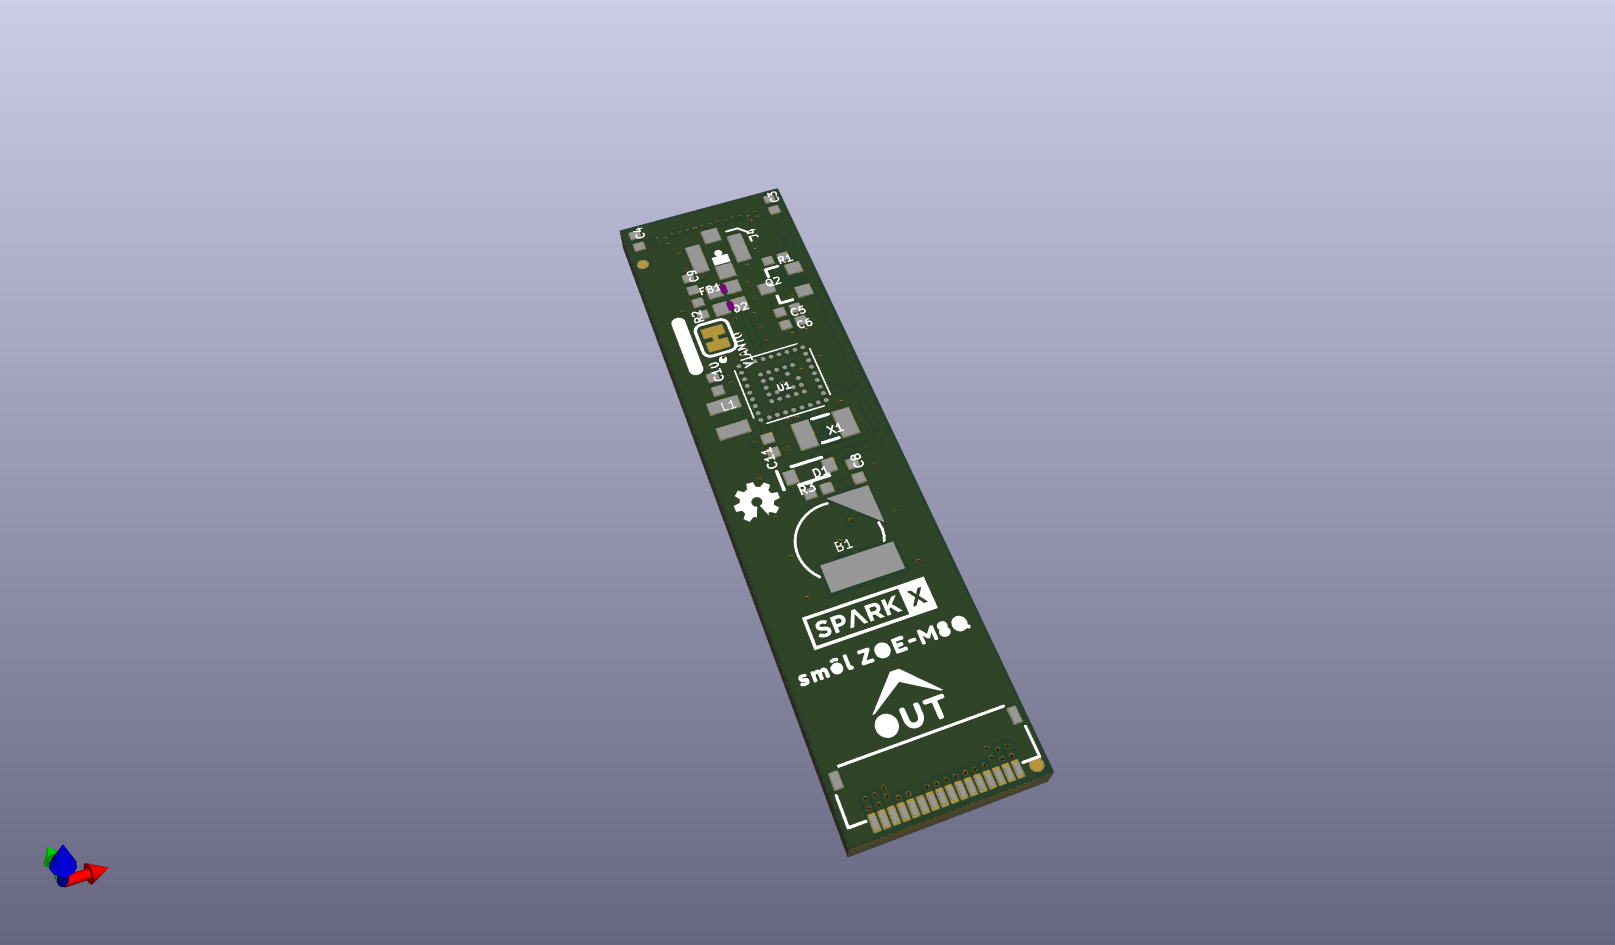 C3
C4
J4
R1
C9
Q2
FB1
D2
C5
R2
C6
C10
U1
L1
X1
C11
D1
C8
R3
B1
SPARK X
smôl ZOE-M8Q
OUT